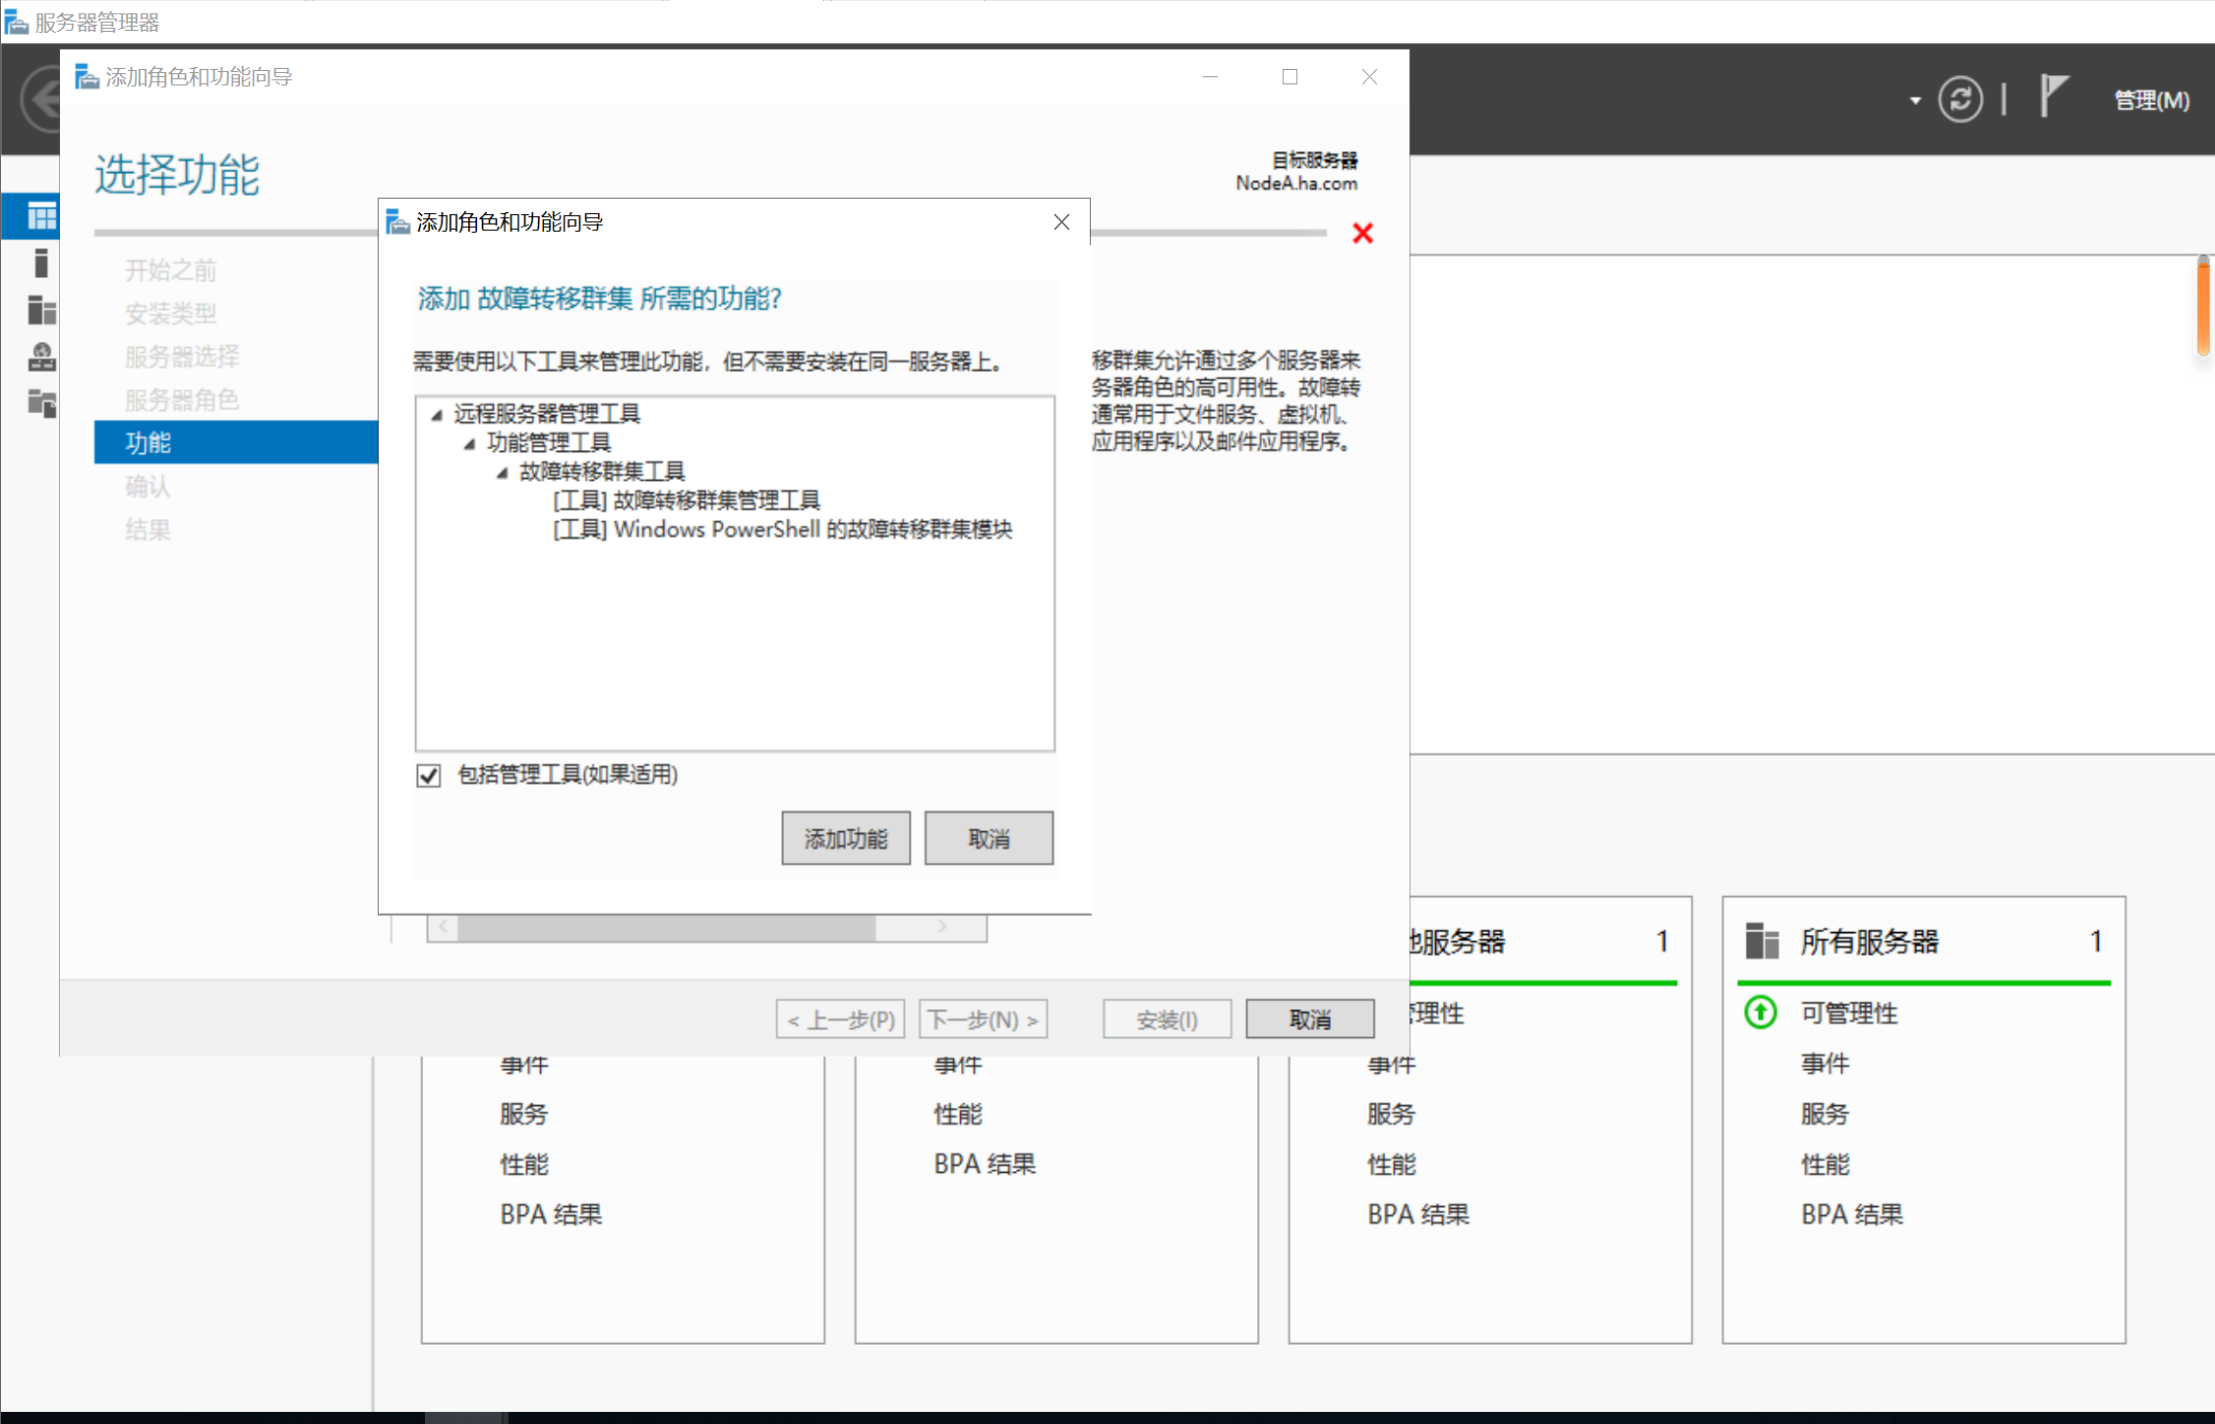 服务器管理器
添加角色和功能向导
管理(M)
选择功能
目标服务器
NodeA.ha.com
添加角色和功能向导
开始之前
安装类型
服务器选择
服务器角色
功能
确认
结果
添加 故障转移群集 所需的功能?
需要使用以下工具来管理此功能，但不需要安装在同一服务器上。
远程服务器管理工具
功能管理工具
故障转移群集工具
[工具] 故障转移群集管理工具
[工具] Windows PowerShell 的故障转移群集模块
包括管理工具(如果适用)
添加功能
取消
移群集允许通过多个服务器来
务器角色的高可用性。故障转
通常用于文件服务、虚拟机、
应用程序以及邮件应用程序。
< 上一步(P)
下一步(N) >
安装(I)
取消
事件
服务
性能
BPA 结果
事件
性能
BPA 结果
服务器 1
管理性
事件
服务
性能
BPA 结果
所有服务器 1
可管理性
事件
服务
性能
BPA 结果